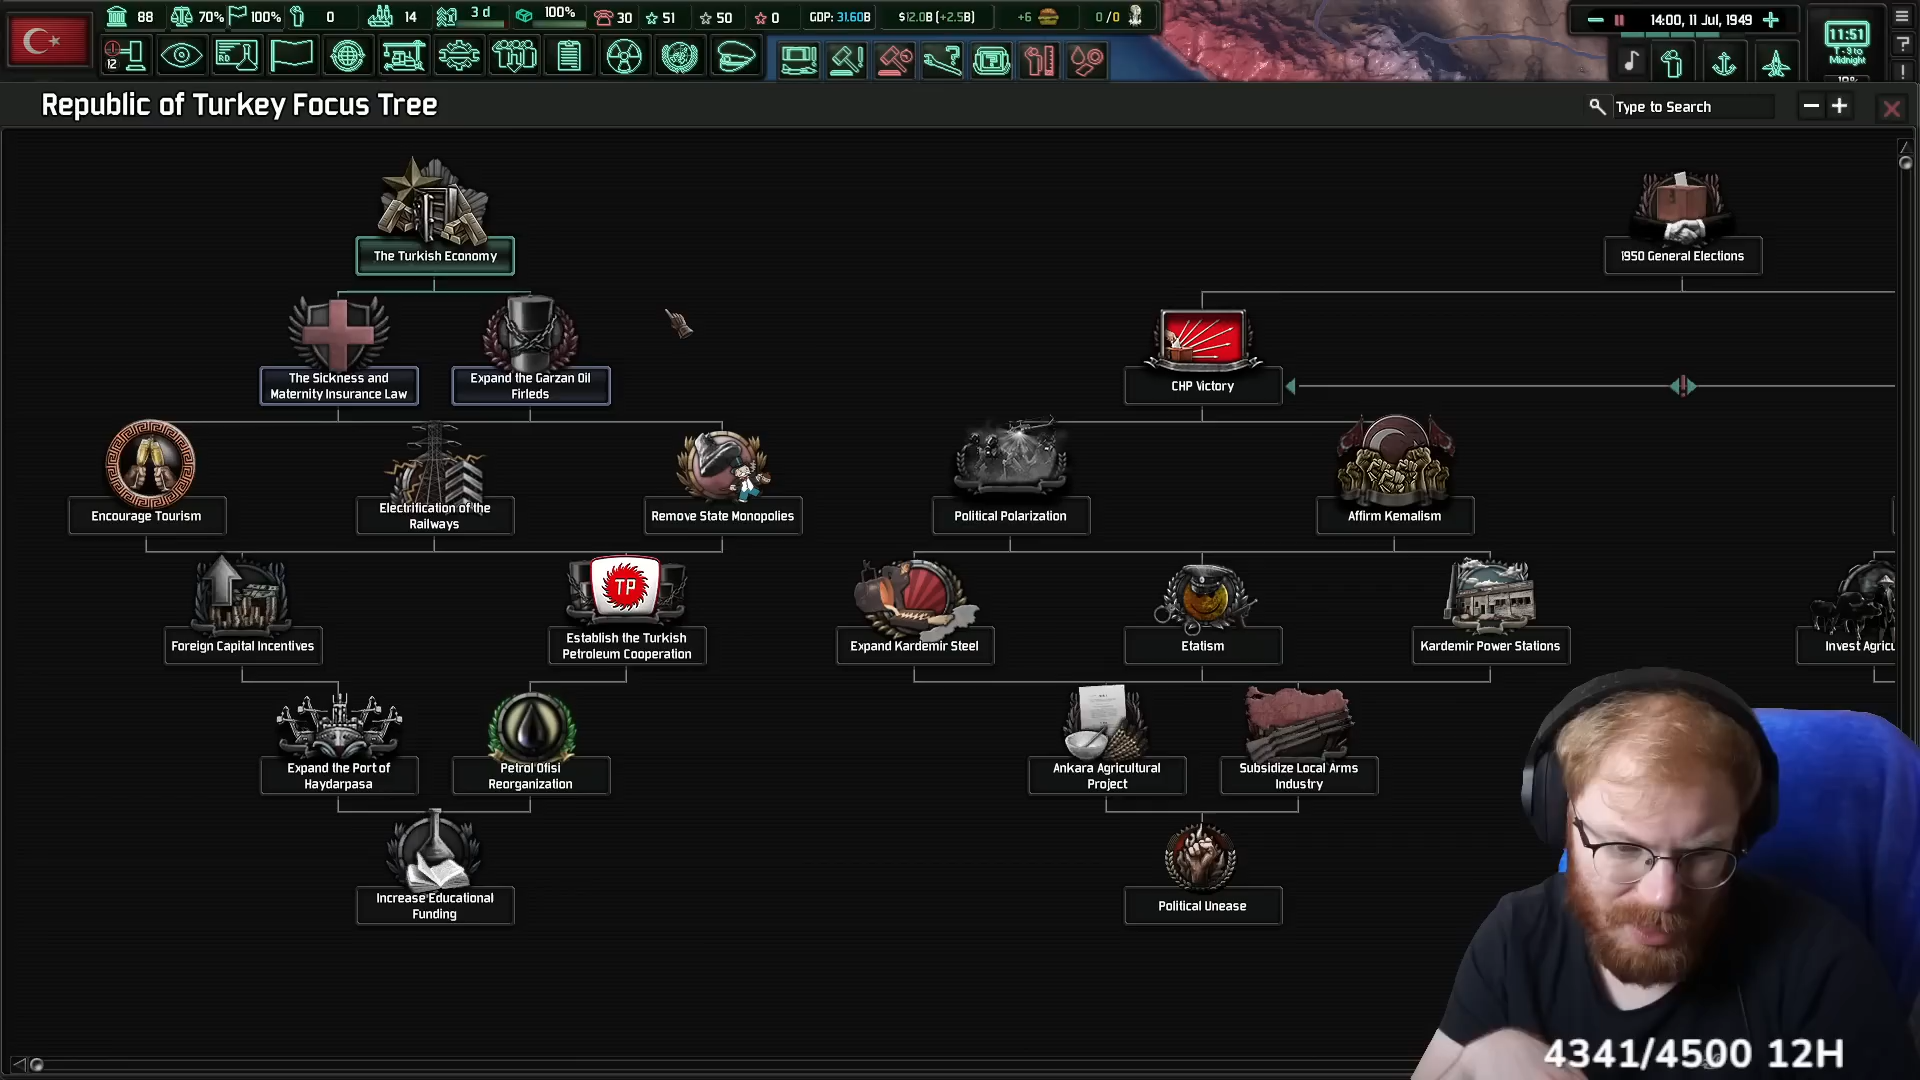 88
70%
100%
0
14
3 d
100%
30
51
50
0
GDP: 31.60B
$12.0B (+2.5B)
+6
0 / 0
14:00, 11 Jul, 1949
12
RD
11:51
Midnight
Republic of Turkey Focus Tree
Type to Search
The Turkish Economy
1950 General Elections
The Sickness and
Maternity Insurance Law
Expand the Garzan Oil
Firleds
CHP Victory
Encourage Tourism
Electrification of the
Railways
Remove State Monopolies
Political Polarization
Affirm Kemalism
TP
Foreign Capital Incentives
Establish the Turkish
Petroleum Cooperation
Expand Kardemir Steel
Etatism
Kardemir Power Stations
Invest Agricu
Expand the Port of
Haydarpasa
Petrol Ofisi
Reorganization
Ankara Agricultural
Project
Subsidize Local Arms
Industry
Increase Educational
Funding
Political Unease
4341/4500 12H